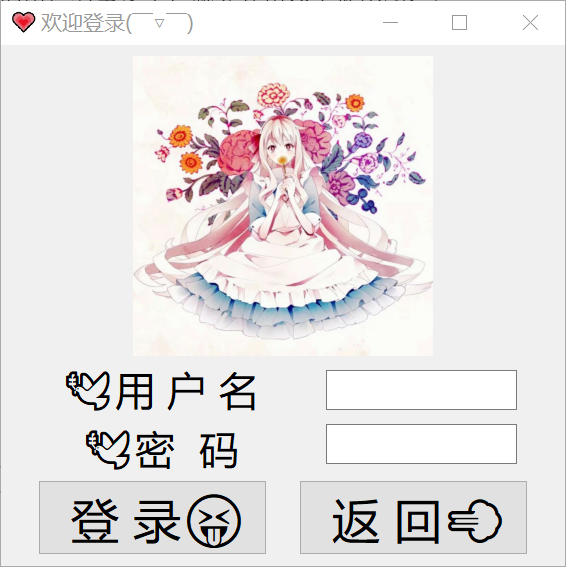 欢迎登录(￣▽￣)
🕊用 户 名
🕊密 码
登 录😝
返 回👈